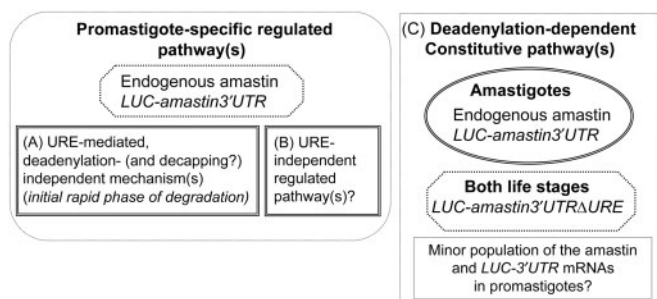 Promastigote-specific regulated
pathway(s)
Endogenous amastin
LUC-amastin3'UTR
(A) URE-mediated,
deadenylation- (and decapping?)
independent mechanism(s)
(initial rapid phase of degradation)
(B) URE-
independent
regulated
pathway(s)?
(C) Deadenylation-dependent
Constitutive pathway(s)
Amastigotes
Endogenous amastin
LUC-amastin3'UTR
Both life stages
LUC-amastin3'UTRΔURE
Minor population of the amastin
and LUC-3'UTR mRNAs
in promastigotes?